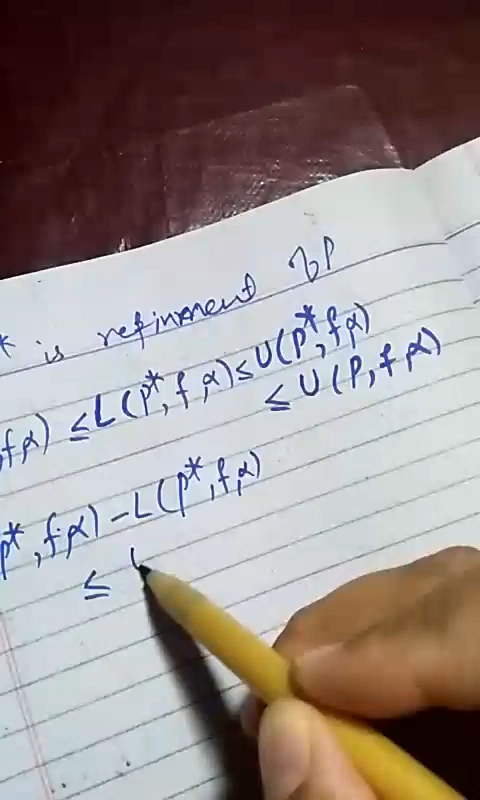 * is refinement of P
,f,α) ≤ L(P*, f,α) ≤ U(P*, f,α)
≤ U(P, f,α)
P*, f,α) - L(P*, f,α)
≤